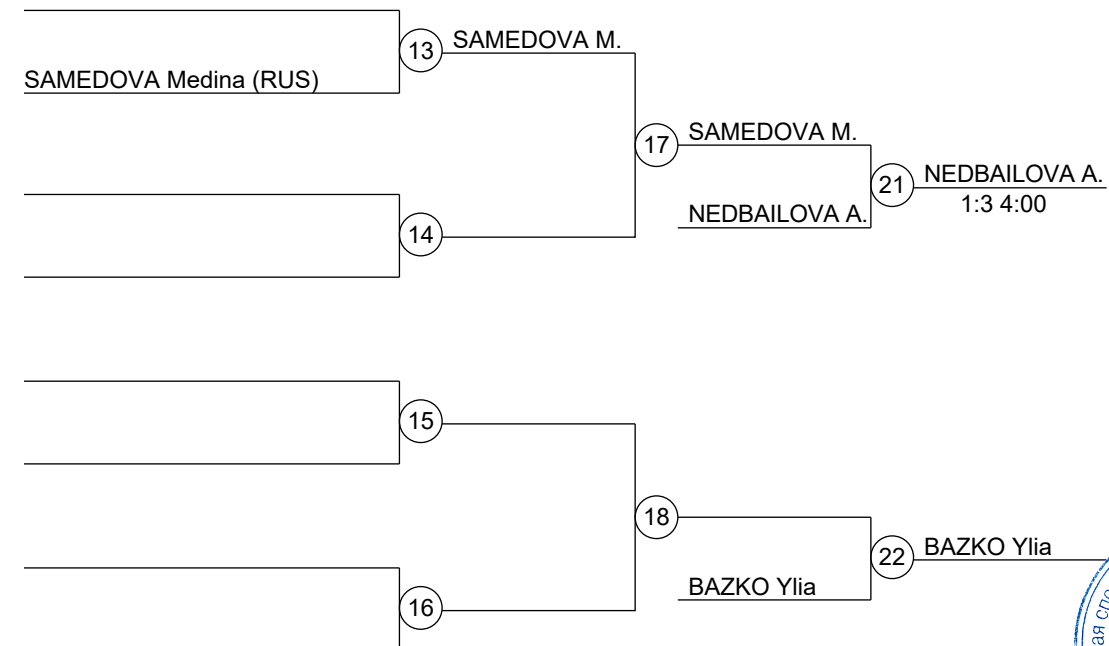 13 SAMEDOVA M.
SAMEDOVA Medina (RUS)
17 SAMEDOVA M.
21 NEDBAILOVA A.
1:3 4:00
NEDBAILOVA A.
14
15
18
22 BAZKO Ylia
BAZKO Ylia
16